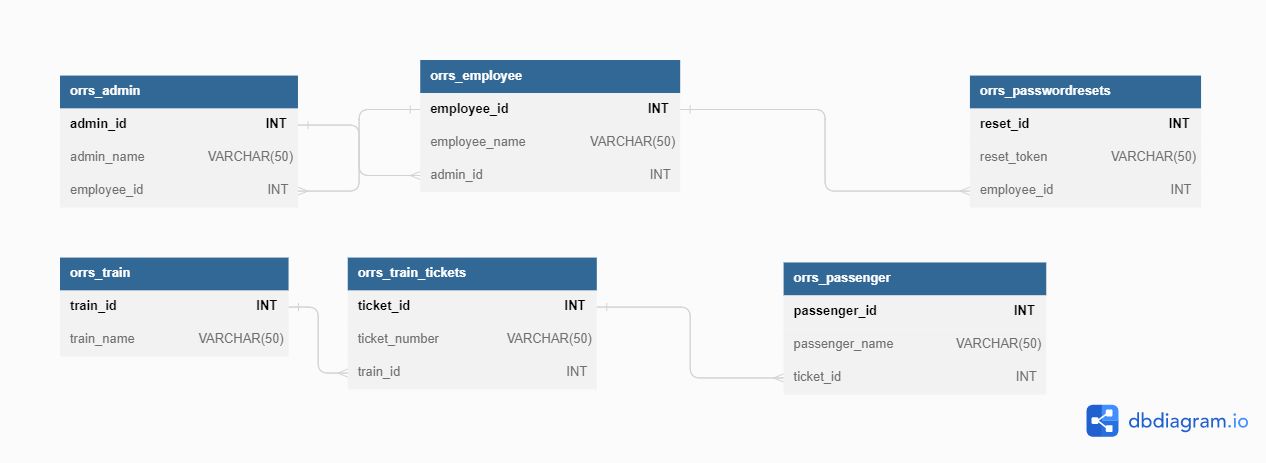 orrs_admin
admin_id INT
admin_name VARCHAR(50)
employee_id INT
orrs_employee
employee_id INT
employee_name VARCHAR(50)
admin_id INT
orrs_passwordresets
reset_id INT
reset_token VARCHAR(50)
employee_id INT
orrs_train
train_id INT
train_name VARCHAR(50)
orrs_train_tickets
ticket_id INT
ticket_number VARCHAR(50)
train_id INT
orrs_passenger
passenger_id INT
passenger_name VARCHAR(50)
ticket_id INT
dbdiagram.io